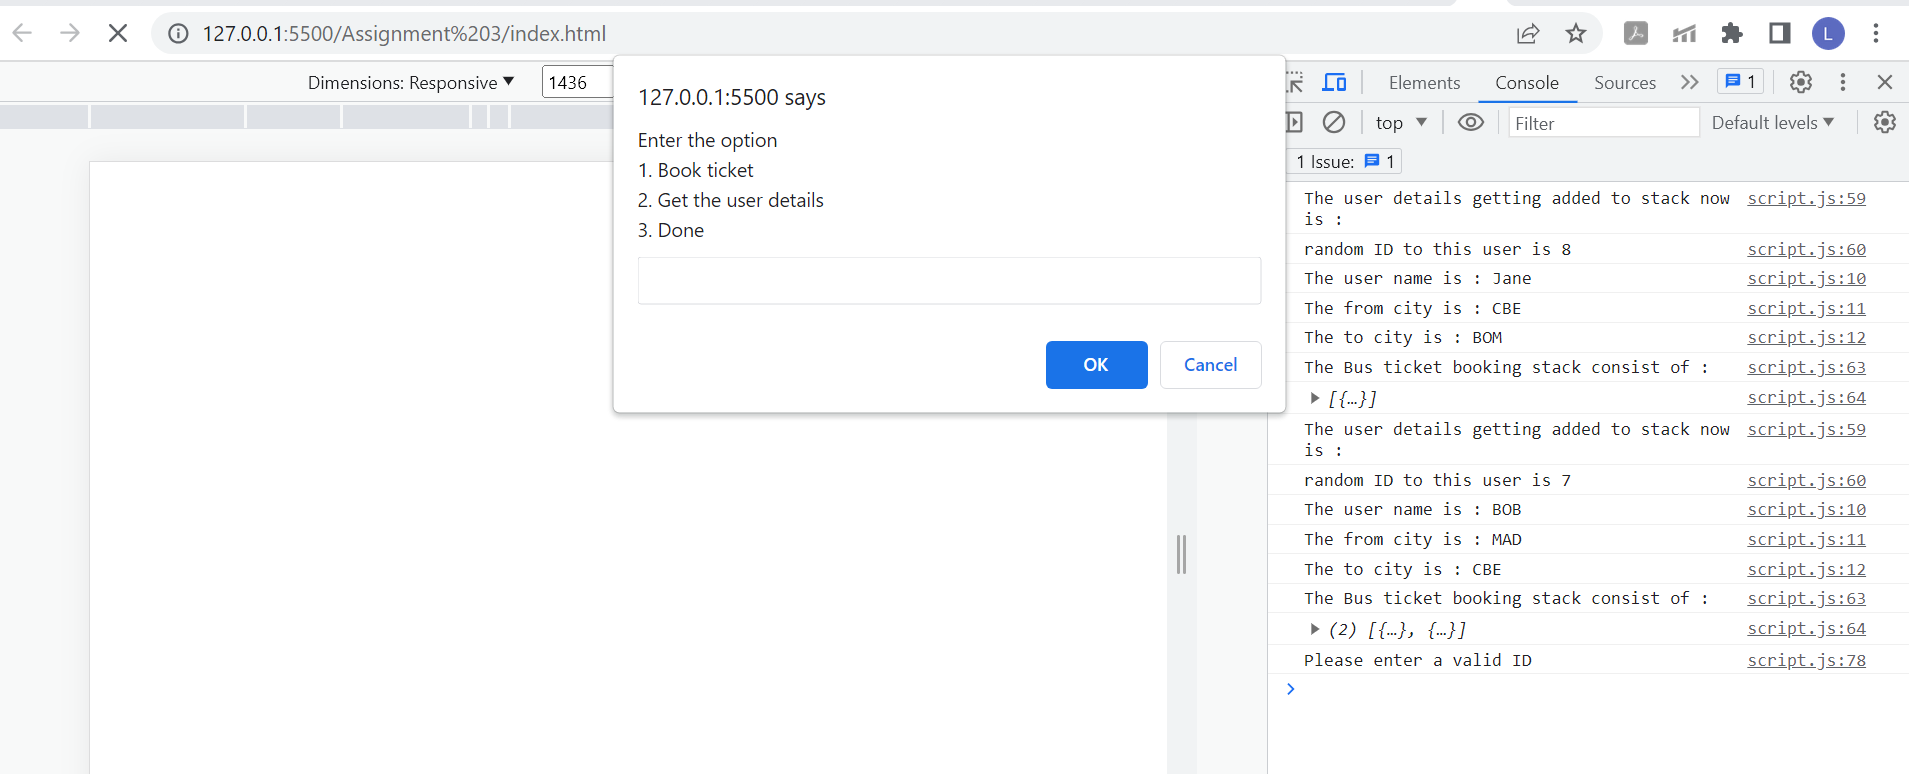 127.0.0.1:5500/Assignment%203/index.html
L
Dimensions: Responsive
1436
127.0.0.1:5500 says
Enter the option
1. Book ticket
2. Get the user details
3. Done
OK
Cancel
Elements
Console
Sources
1
top
Filter
Default levels
1 Issue: 1
The user details getting added to stack now script.js:59
is :
random ID to this user is 8 script.js:60
The user name is : Jane script.js:10
The from city is : CBE script.js:11
The to city is : BOM script.js:12
The Bus ticket booking stack consist of : script.js:63
[{…}] script.js:64
The user details getting added to stack now script.js:59
is :
random ID to this user is 7 script.js:60
The user name is : BOB script.js:10
The from city is : MAD script.js:11
The to city is : CBE script.js:12
The Bus ticket booking stack consist of : script.js:63
(2) [{…}, {…}] script.js:64
Please enter a valid ID script.js:78